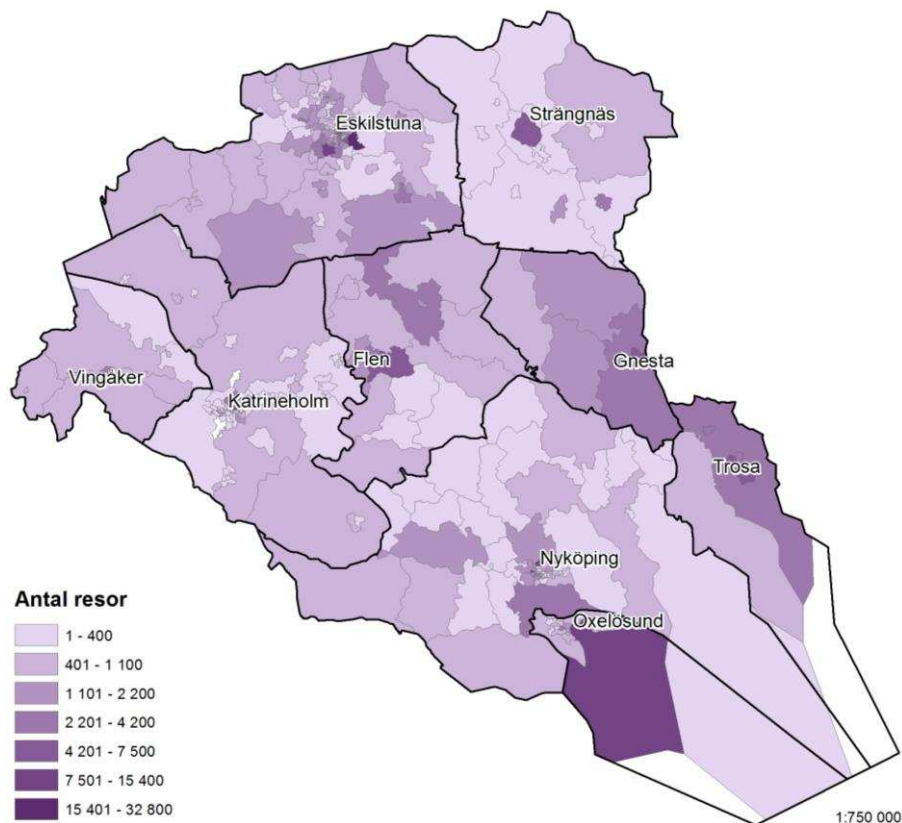 Strängnäs
Eskilstuna
Gnesta
Flen
Vingåker
Katrineholm
Trosa
Nyköping
Oxelösund
Antal resor
1 - 400
401 - 1 100
1 101 - 2 200
2 201 - 4 200
4 201 - 7 500
7 501 - 15 400
15 401 - 32 800
1:750 000